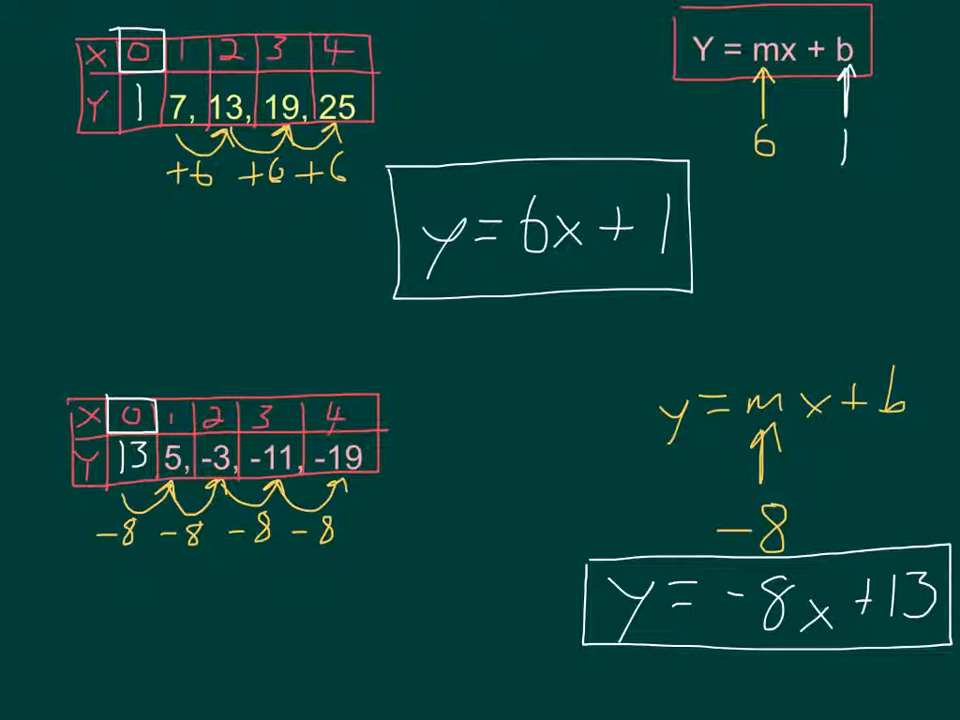 X 0 1 2 3 4
Y 1 7, 13, 19, 25
+6 +6 +6
Y = mx + b
6 1
y = 6x + 1
X 0 1 2 3 4
Y 13 5, -3, -11, -19
-8 -8 -8 -8
y = mx + b
-8
y = -8x + 13